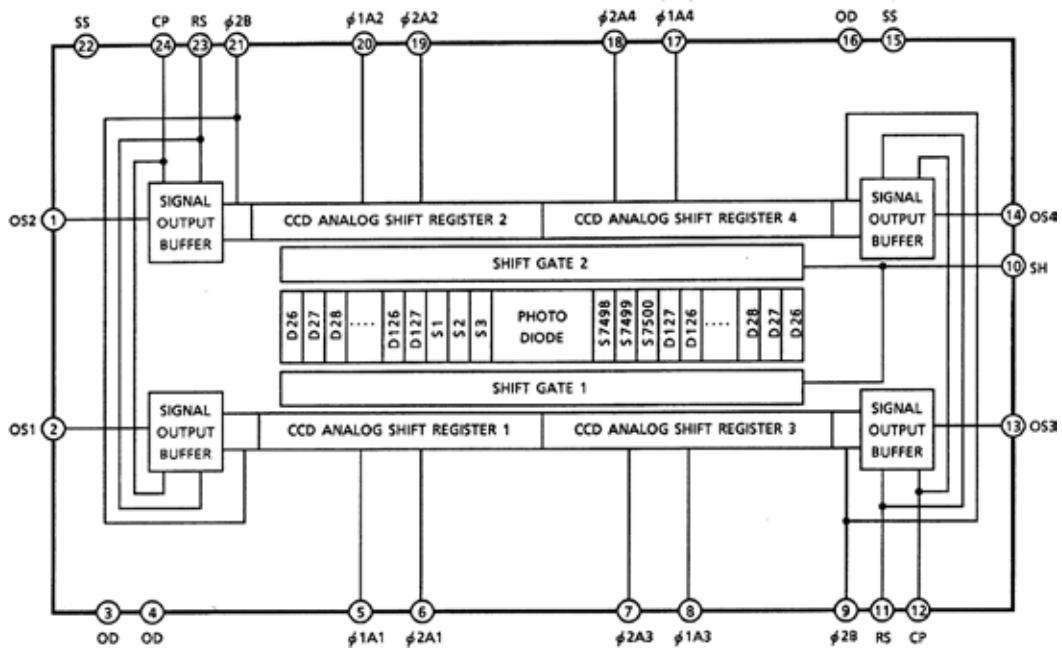 SS CP RS ϕ2B ϕ1A2 ϕ2A2 ϕ2A4 ϕ1A4 OD SS
22 24 23 21 20 19 18 17 16 15
SIGNAL
OUTPUT
BUFFER
OS2 1
CCD ANALOG SHIFT REGISTER 2
CCD ANALOG SHIFT REGISTER 4
SIGNAL
OUTPUT
BUFFER
14 OS4
SHIFT GATE 2
10 SH
D26 D27 D28 ···· D126 D127 S1 S2 S3
PHOTO
DIODE
S7498 S7499 S7500 D127 D126 ···· D28 D27 D26
SHIFT GATE 1
SIGNAL
OUTPUT
BUFFER
OS1 2
CCD ANALOG SHIFT REGISTER 1
CCD ANALOG SHIFT REGISTER 3
SIGNAL
OUTPUT
BUFFER
13 OS3
3 4 5 6 7 8 9 11 12
OD OD ϕ1A1 ϕ2A1 ϕ2A3 ϕ1A3 ϕ2B RS CP